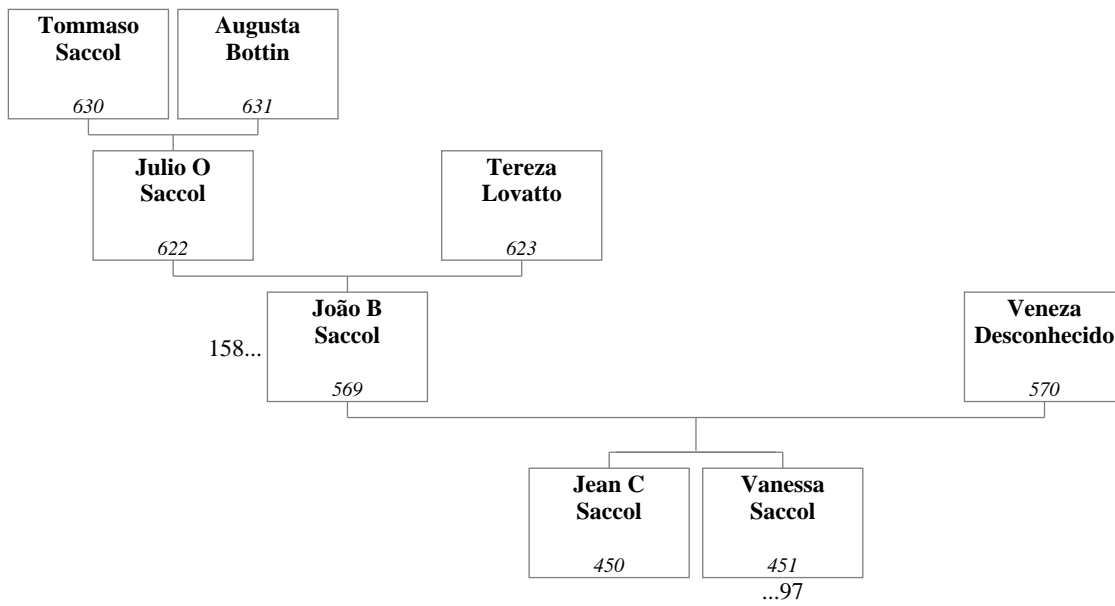 Tommaso
Saccol
630
Augusta
Bottin
631
Julio O
Saccol
622
Tereza
Lovatto
623
João B
Saccol
569
158...
Veneza
Desconhecido
570
Jean C
Saccol
450
Vanessa
Saccol
451
...97